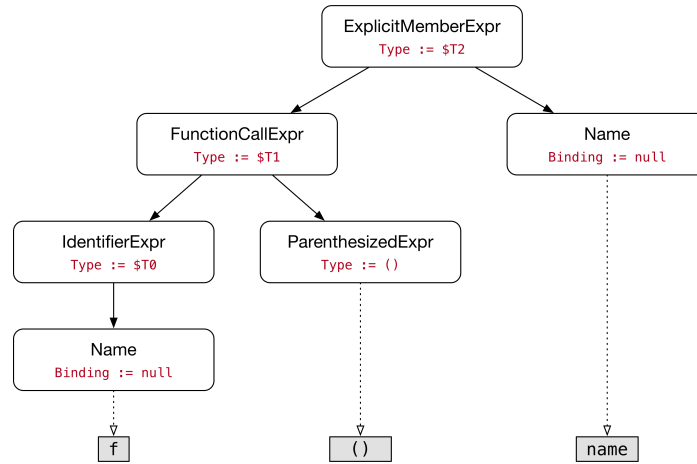 ExplicitMemberExpr
Type := $T2
FunctionCallExpr
Type := $T1
Name
Binding := null
IdentifierExpr
Type := $T0
ParenthesizedExpr
Type := ()
Name
Binding := null
f
()
name